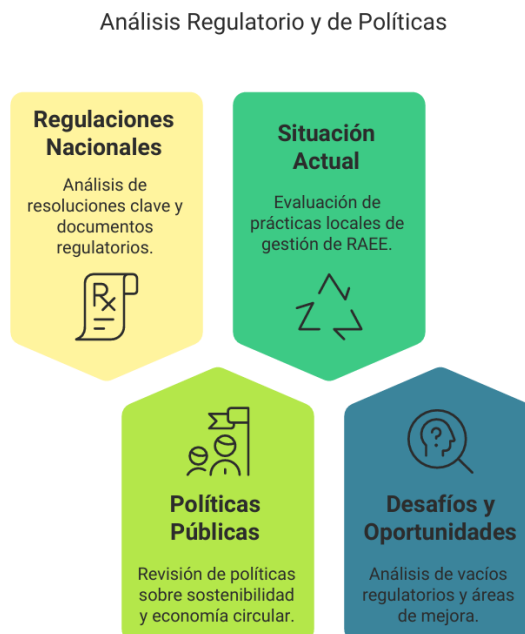 Análisis Regulatorio y de Políticas
Regulaciones
Nacionales
Análisis de
resoluciones clave y
documentos
regulatorios.
Rx
Situación
Actual
Evaluación de
prácticas locales de
gestión de RAEE.
Políticas
Públicas
Revisión de políticas
sobre sostenibilidad
y economía circular.
?
Desafíos y
Oportunidades
Análisis de vacíos
regulatorios y áreas
de mejora.